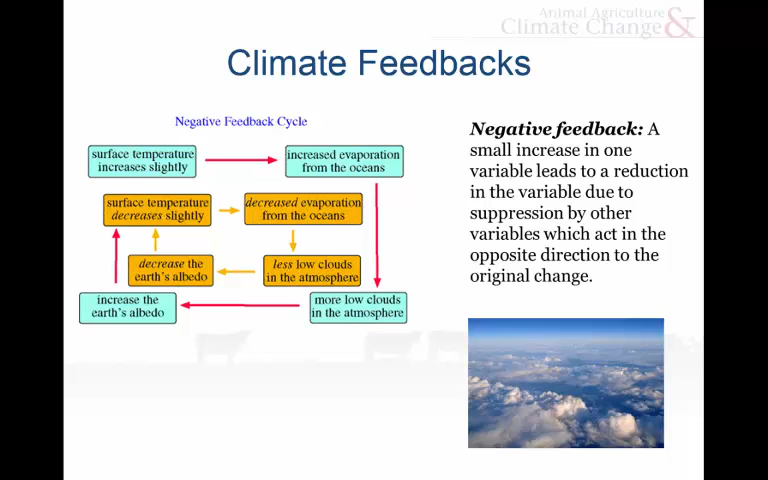 Animal Agriculture
Climate Change &
Climate Feedbacks
Negative Feedback Cycle
surface temperature
increases slightly
increased evaporation
from the oceans
surface temperature
decreases slightly
decreased evaporation
from the oceans
decrease the
earth's albedo
less low clouds
in the atmosphere
increase the
earth's albedo
more low clouds
in the atmosphere
Negative feedback: A
small increase in one
variable leads to a reduction
in the variable due to
suppression by other
variables which act in the
opposite direction to the
original change.